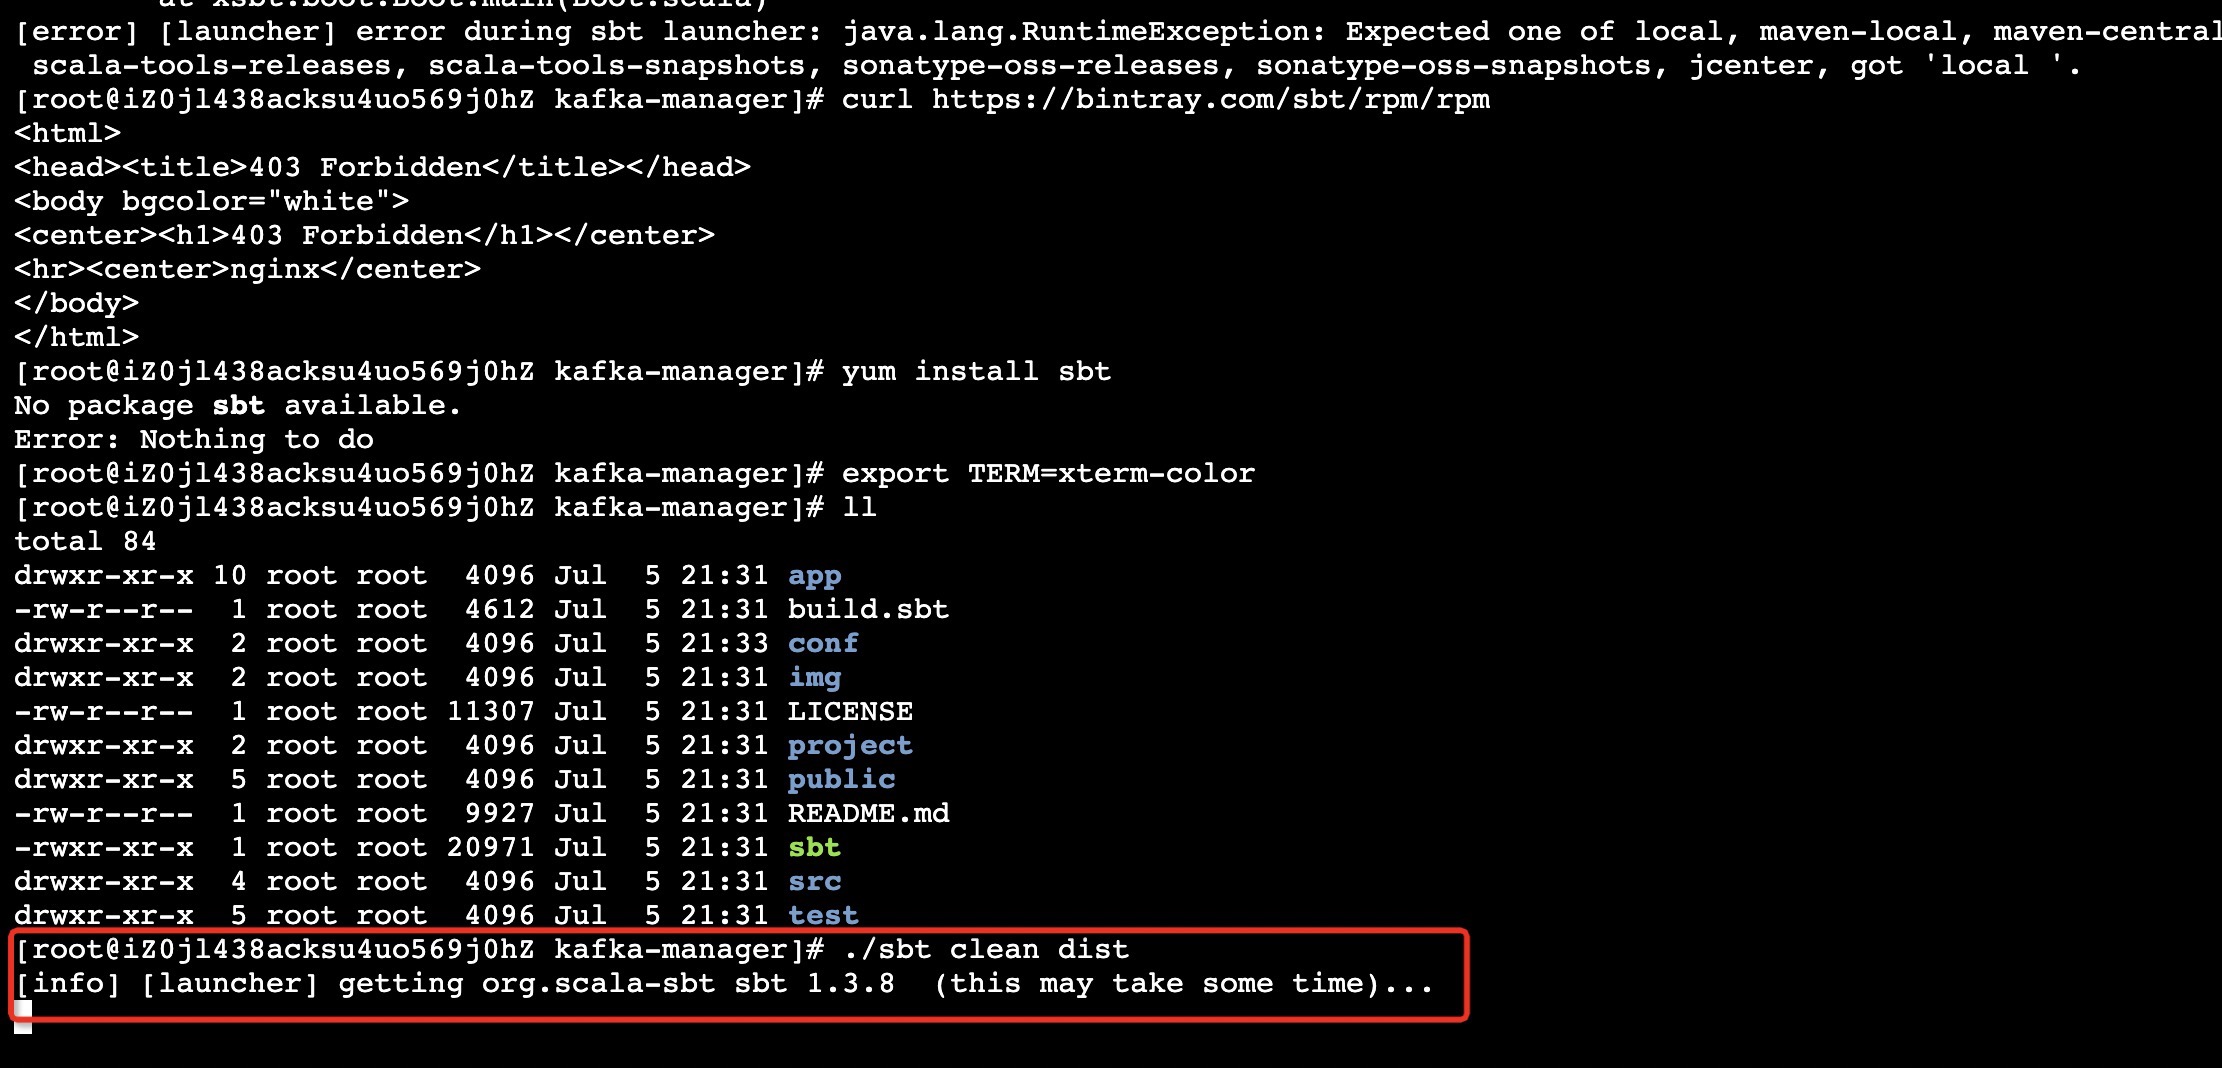 at xsbt.boot.Boot.main(Boot.scala)
[error] [launcher] error during sbt launcher: java.lang.RuntimeException: Expected one of local, maven-local, maven-central
scala-tools-releases, scala-tools-snapshots, sonatype-oss-releases, sonatype-oss-snapshots, jcenter, got 'local '.
[root@iZ0jl438acksu4uo569j0hZ kafka-manager]# curl https://bintray.com/sbt/rpm/rpm
<html>
<head><title>403 Forbidden</title></head>
<body bgcolor="white">
<center><h1>403 Forbidden</h1></center>
<hr><center>nginx</center>
</body>
</html>
[root@iZ0jl438acksu4uo569j0hZ kafka-manager]# yum install sbt
No package sbt available.
Error: Nothing to do
[root@iZ0jl438acksu4uo569j0hZ kafka-manager]# export TERM=xterm-color
[root@iZ0jl438acksu4uo569j0hZ kafka-manager]# ll
total 84
drwxr-xr-x 10 root root  4096 Jul  5 21:31 app
-rw-r--r--  1 root root  4612 Jul  5 21:31 build.sbt
drwxr-xr-x  2 root root  4096 Jul  5 21:33 conf
drwxr-xr-x  2 root root  4096 Jul  5 21:31 img
-rw-r--r--  1 root root 11307 Jul  5 21:31 LICENSE
drwxr-xr-x  2 root root  4096 Jul  5 21:31 project
drwxr-xr-x  5 root root  4096 Jul  5 21:31 public
-rw-r--r--  1 root root  9927 Jul  5 21:31 README.md
-rwxr-xr-x  1 root root 20971 Jul  5 21:31 sbt
drwxr-xr-x  4 root root  4096 Jul  5 21:31 src
drwxr-xr-x  5 root root  4096 Jul  5 21:31 test
[root@iZ0jl438acksu4uo569j0hZ kafka-manager]# ./sbt clean dist
[info] [launcher] getting org.scala-sbt sbt 1.3.8  (this may take some time)...